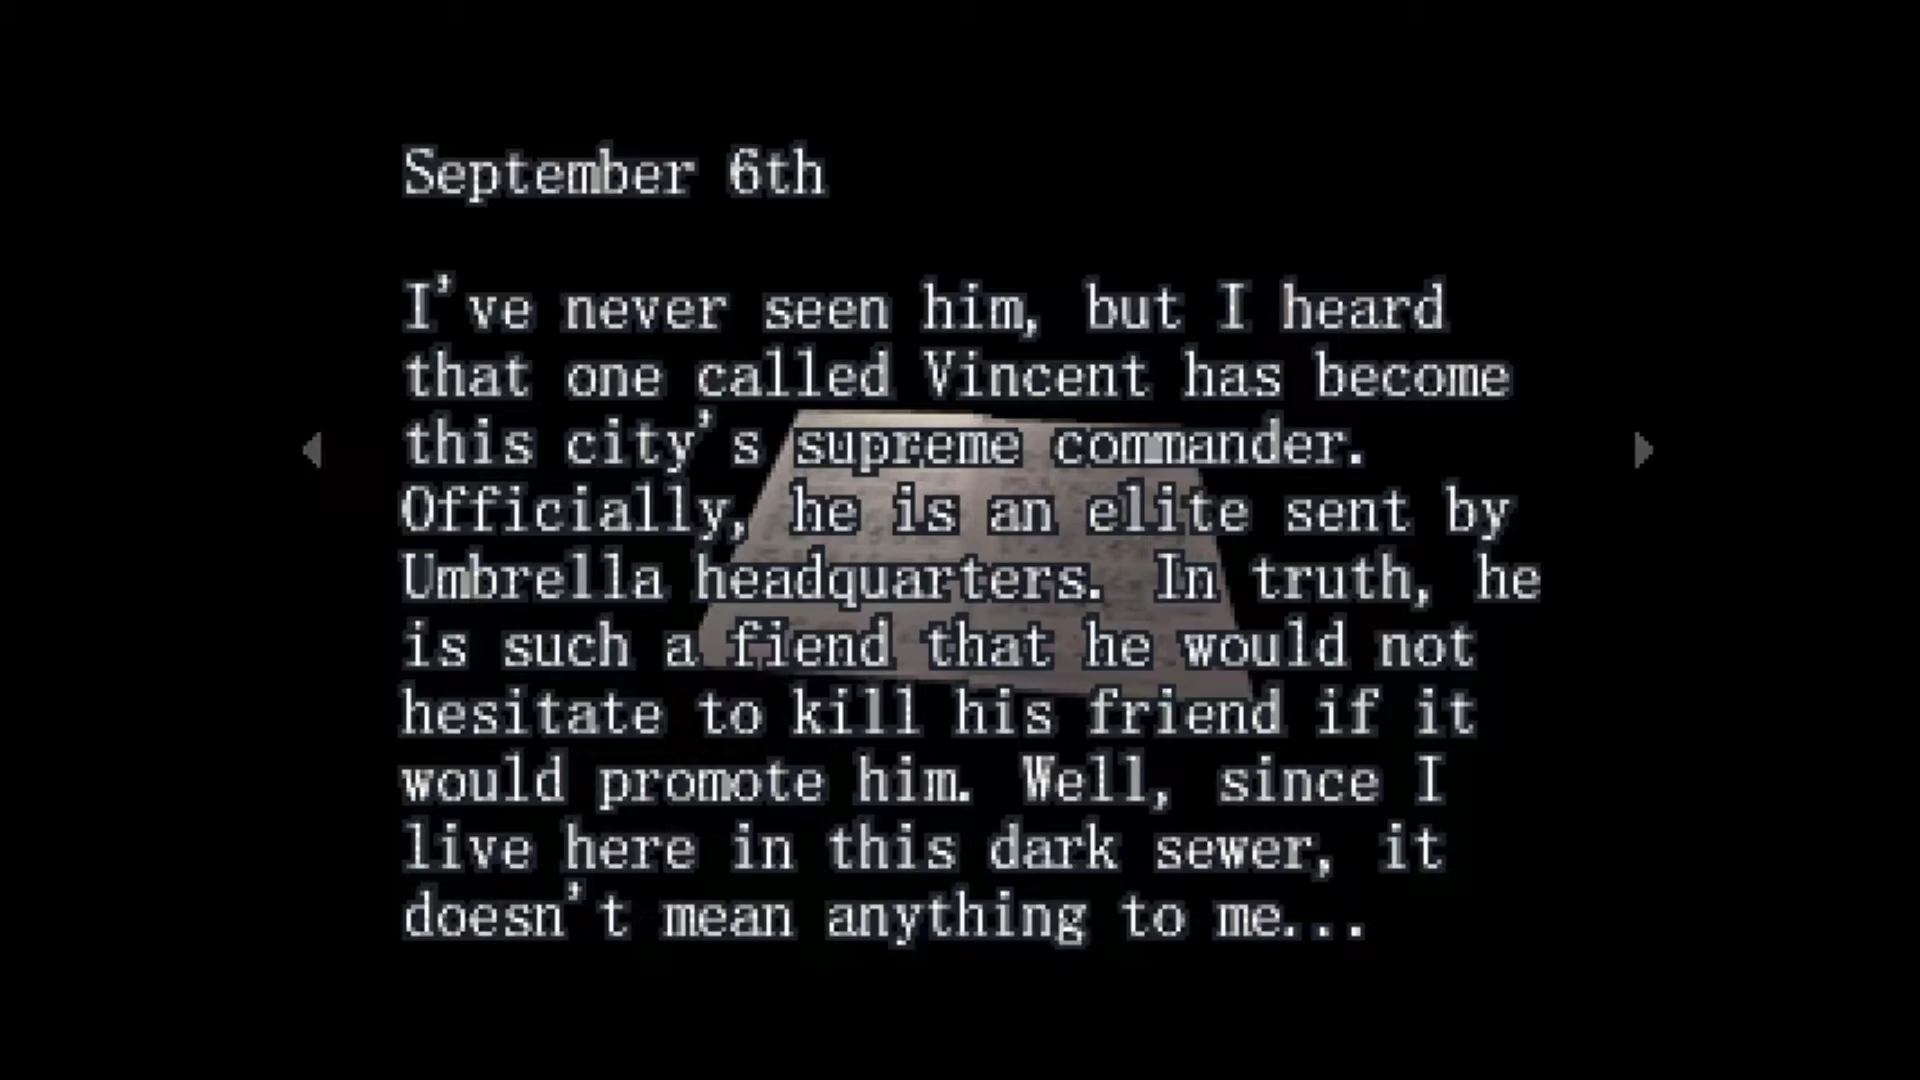 September 6th
I've never seen him, but I heard
that one called Vincent has become
this city's supreme commander.
Officially, he is an elite sent by
Umbrella headquarters. In truth, he
is such a fiend that he would not
hesitate to kill his friend if it
would promote him. Well, since I
live here in this dark sewer, it
doesn't mean anything to me...